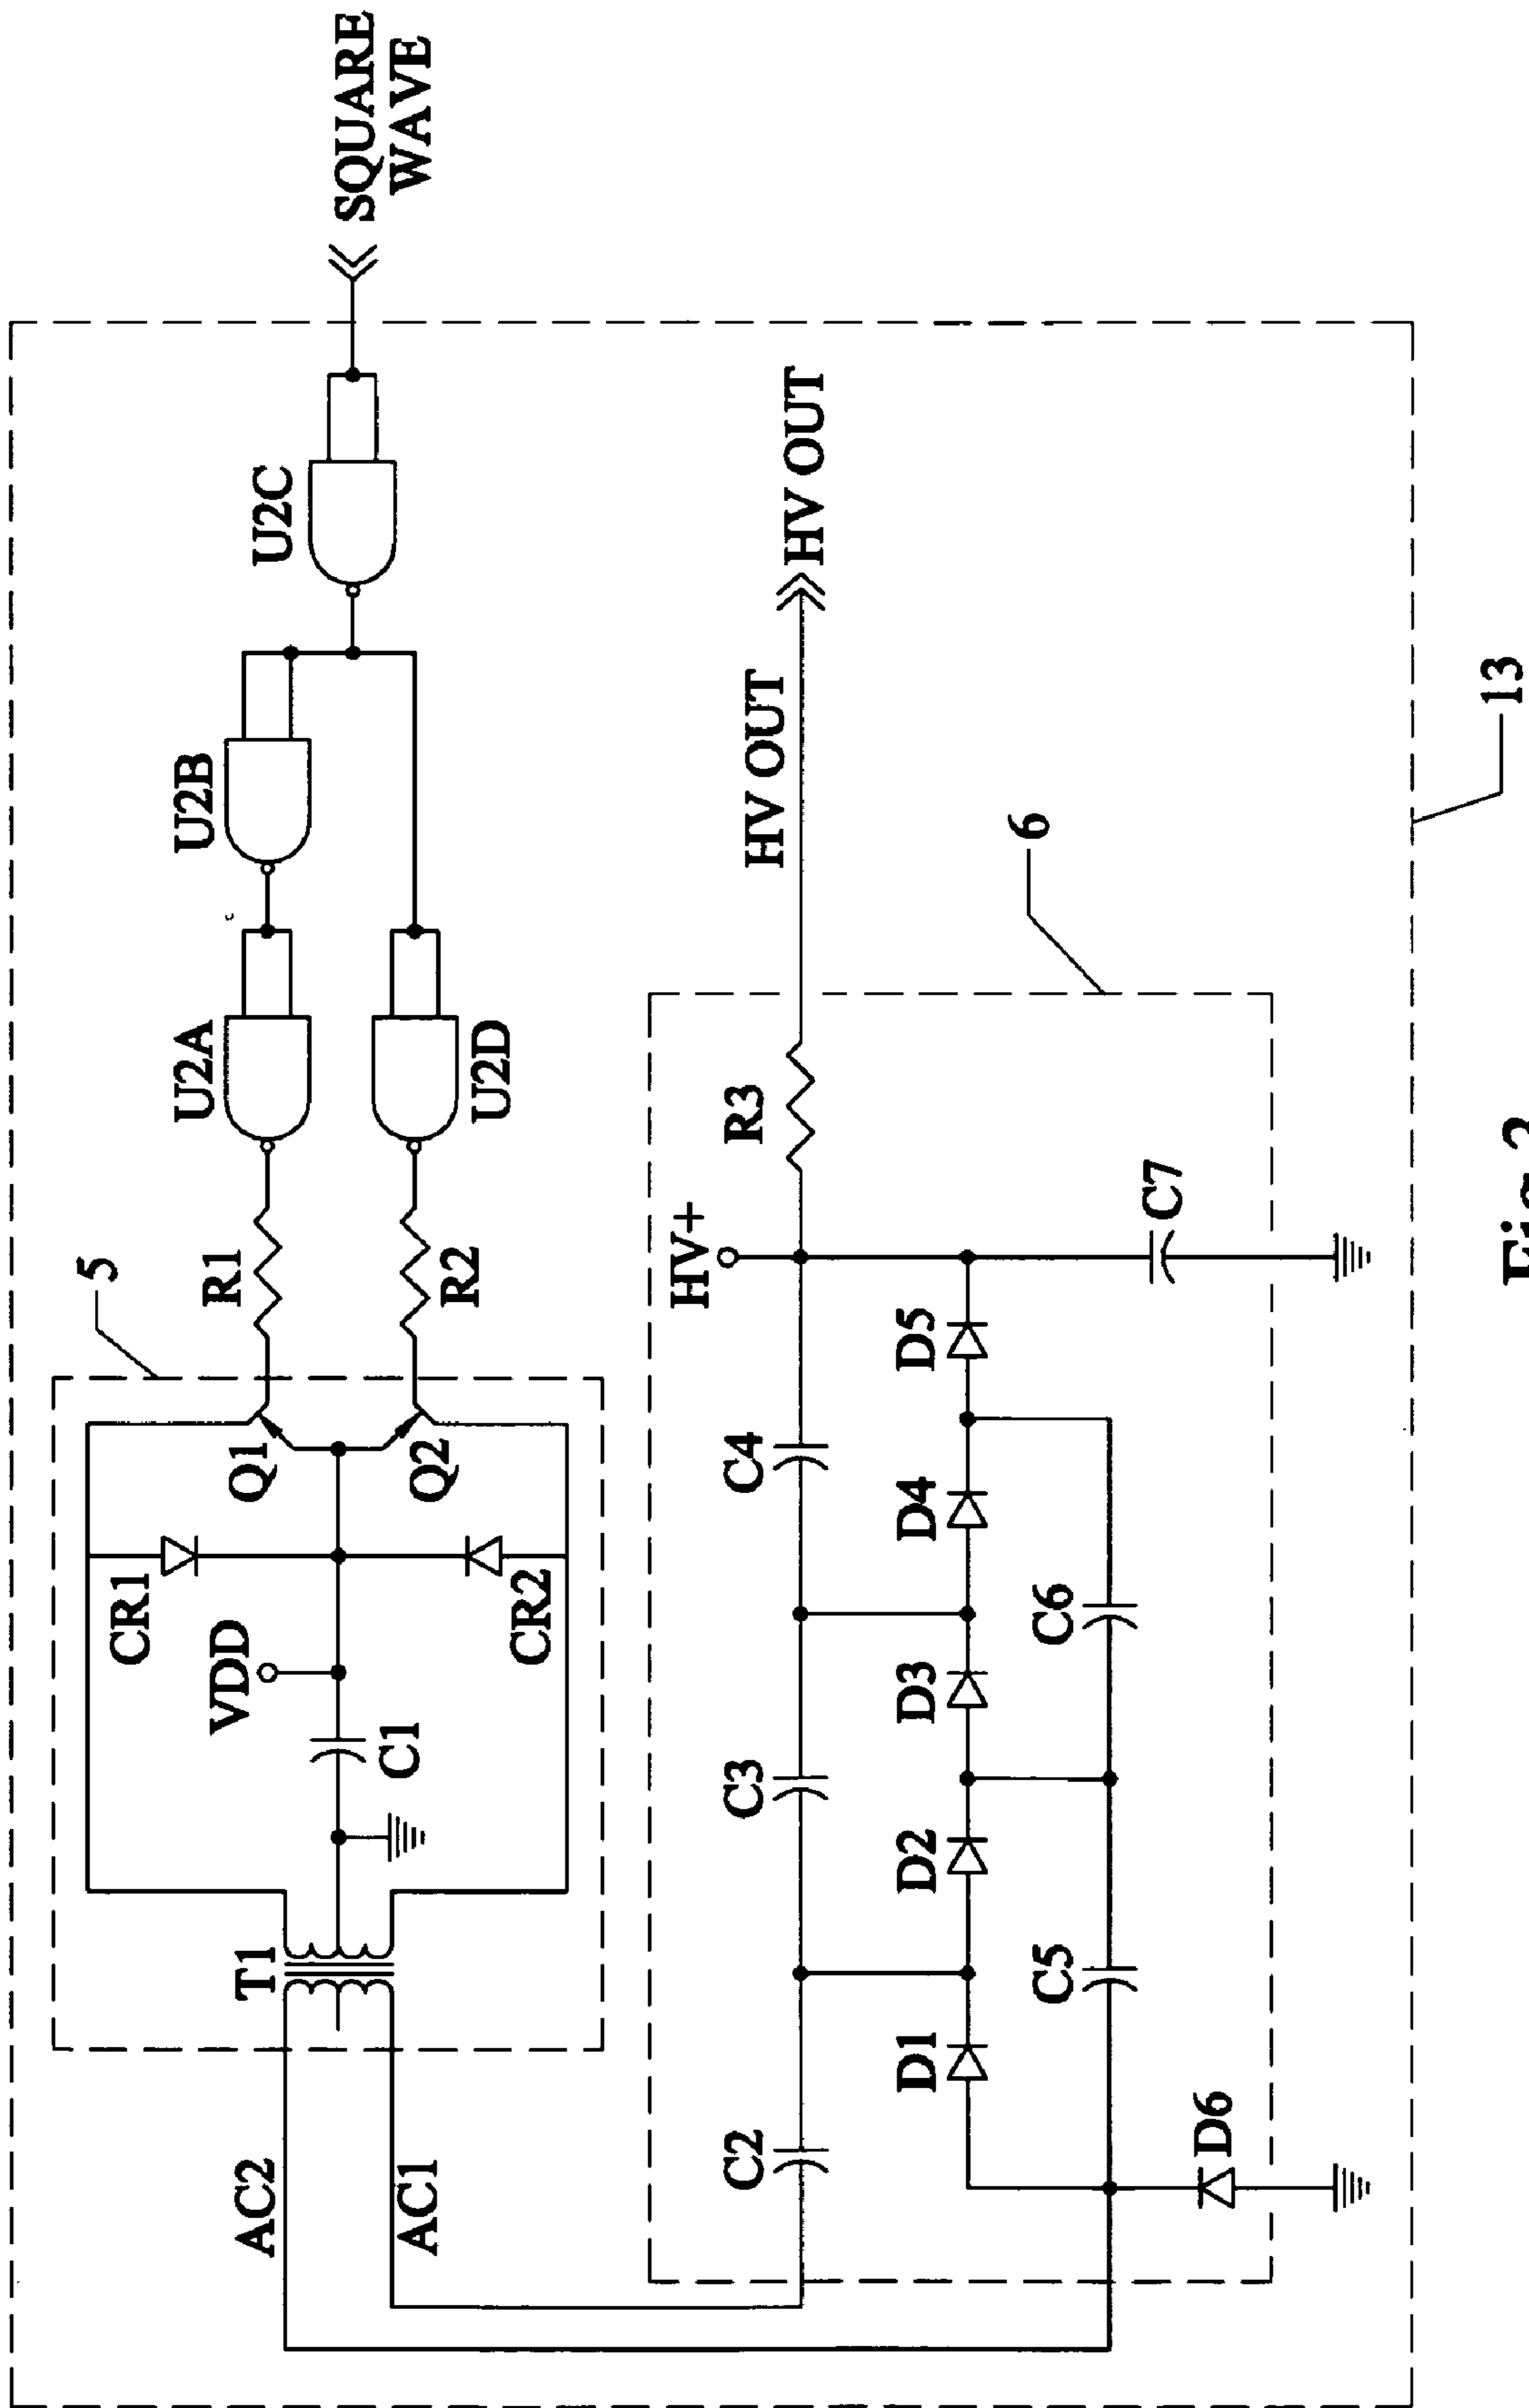 SQUARE
WAVE
U2C
U2B
U2A
U2D
R1
R2
5
Q1
Q2
CR1
CR2
VDD
C1
T1
AC2
AC1
HV OUT
HV OUT
6
13
R3
HV+
C7
D5
C4
D4
C6
D3
C3
D2
C5
D1
C2
D6